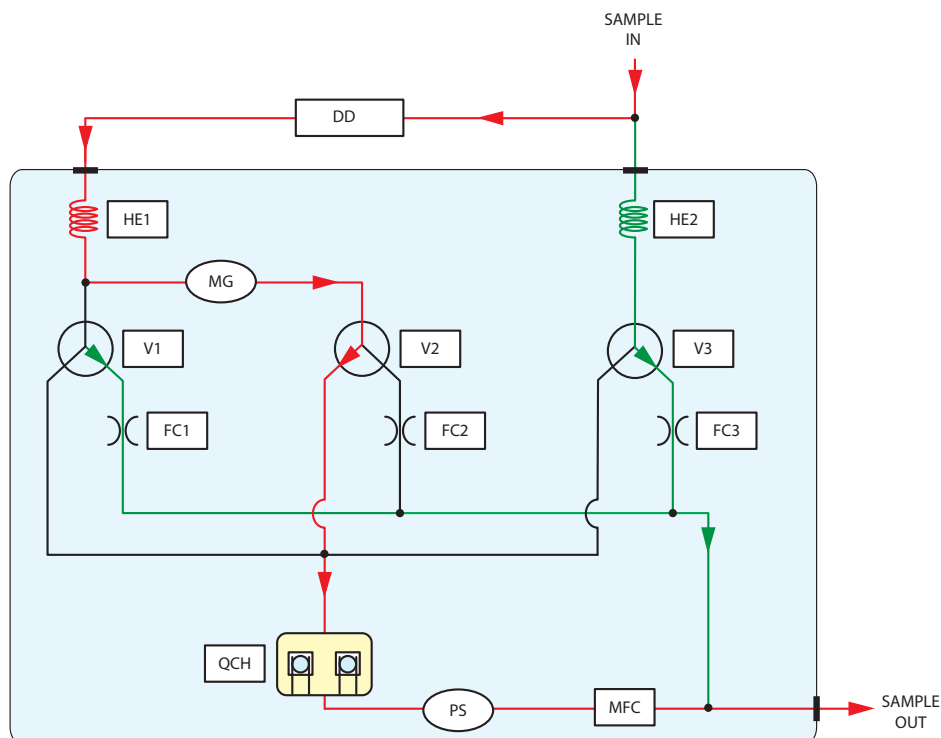 SAMPLE
IN
DD
HE1
HE2
MG
V1
V2
V3
FC1
FC2
FC3
QCH
PS
MFC
SAMPLE
OUT